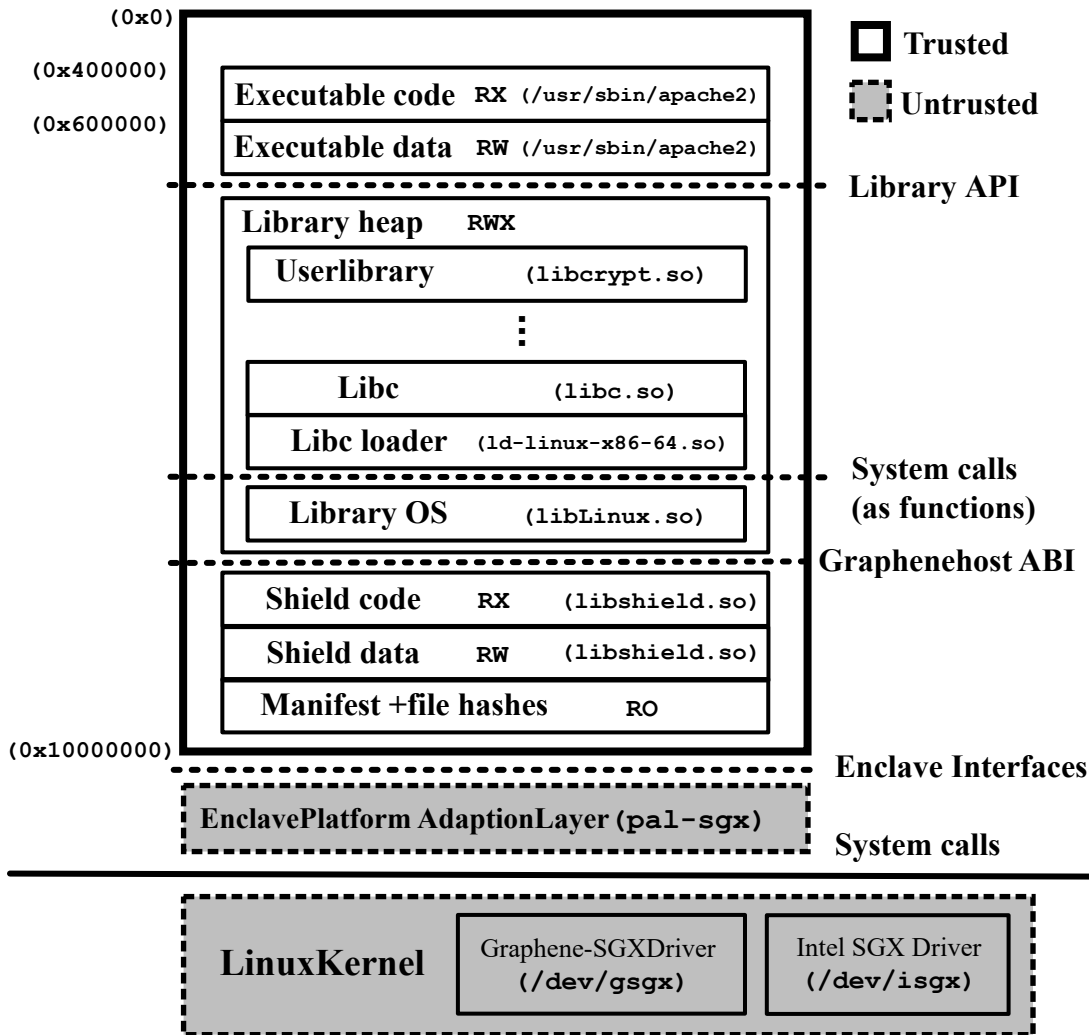 (0x0)
Trusted
(0x400000)
Executable code RX (/usr/sbin/apache2)
Untrusted
(0x600000)
Executable data RW (/usr/sbin/apache2)
Library API
Library heap RWX
Userlibrary (libcrypt.so)
⋮
Libc (libc.so)
Libc loader (ld-linux-x86-64.so)
System calls
(as functions)
Library OS (libLinux.so)
Graphenehost ABI
Shield code RX (libshield.so)
Shield data RW (libshield.so)
Manifest +file hashes RO
(0x10000000)
Enclave Interfaces
EnclavePlatform AdaptionLayer(pal-sgx)
System calls
LinuxKernel
Graphene-SGXDriver
(/dev/gsgx)
Intel SGX Driver
(/dev/isgx)